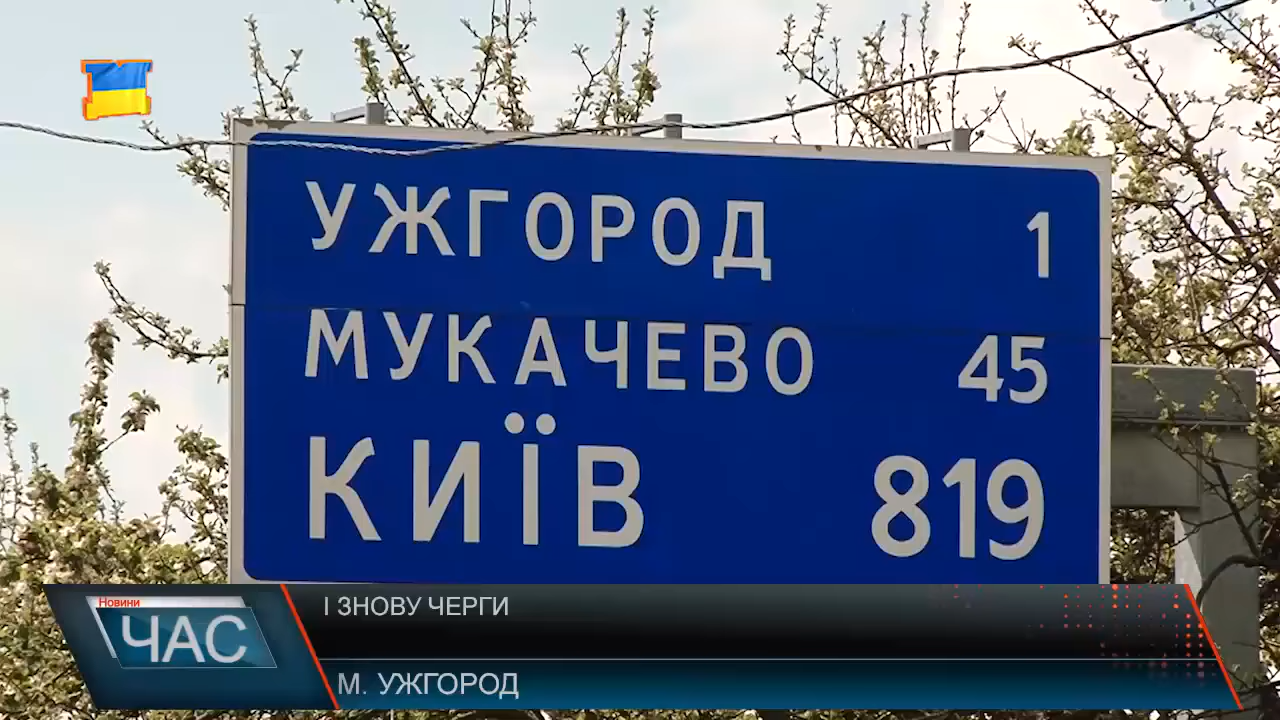 УЖГОРОД 1
МУКАЧЕВО 45
КИЇВ 819
Новини
ЧАС
І ЗНОВУ ЧЕРГИ
М. УЖГОРОД